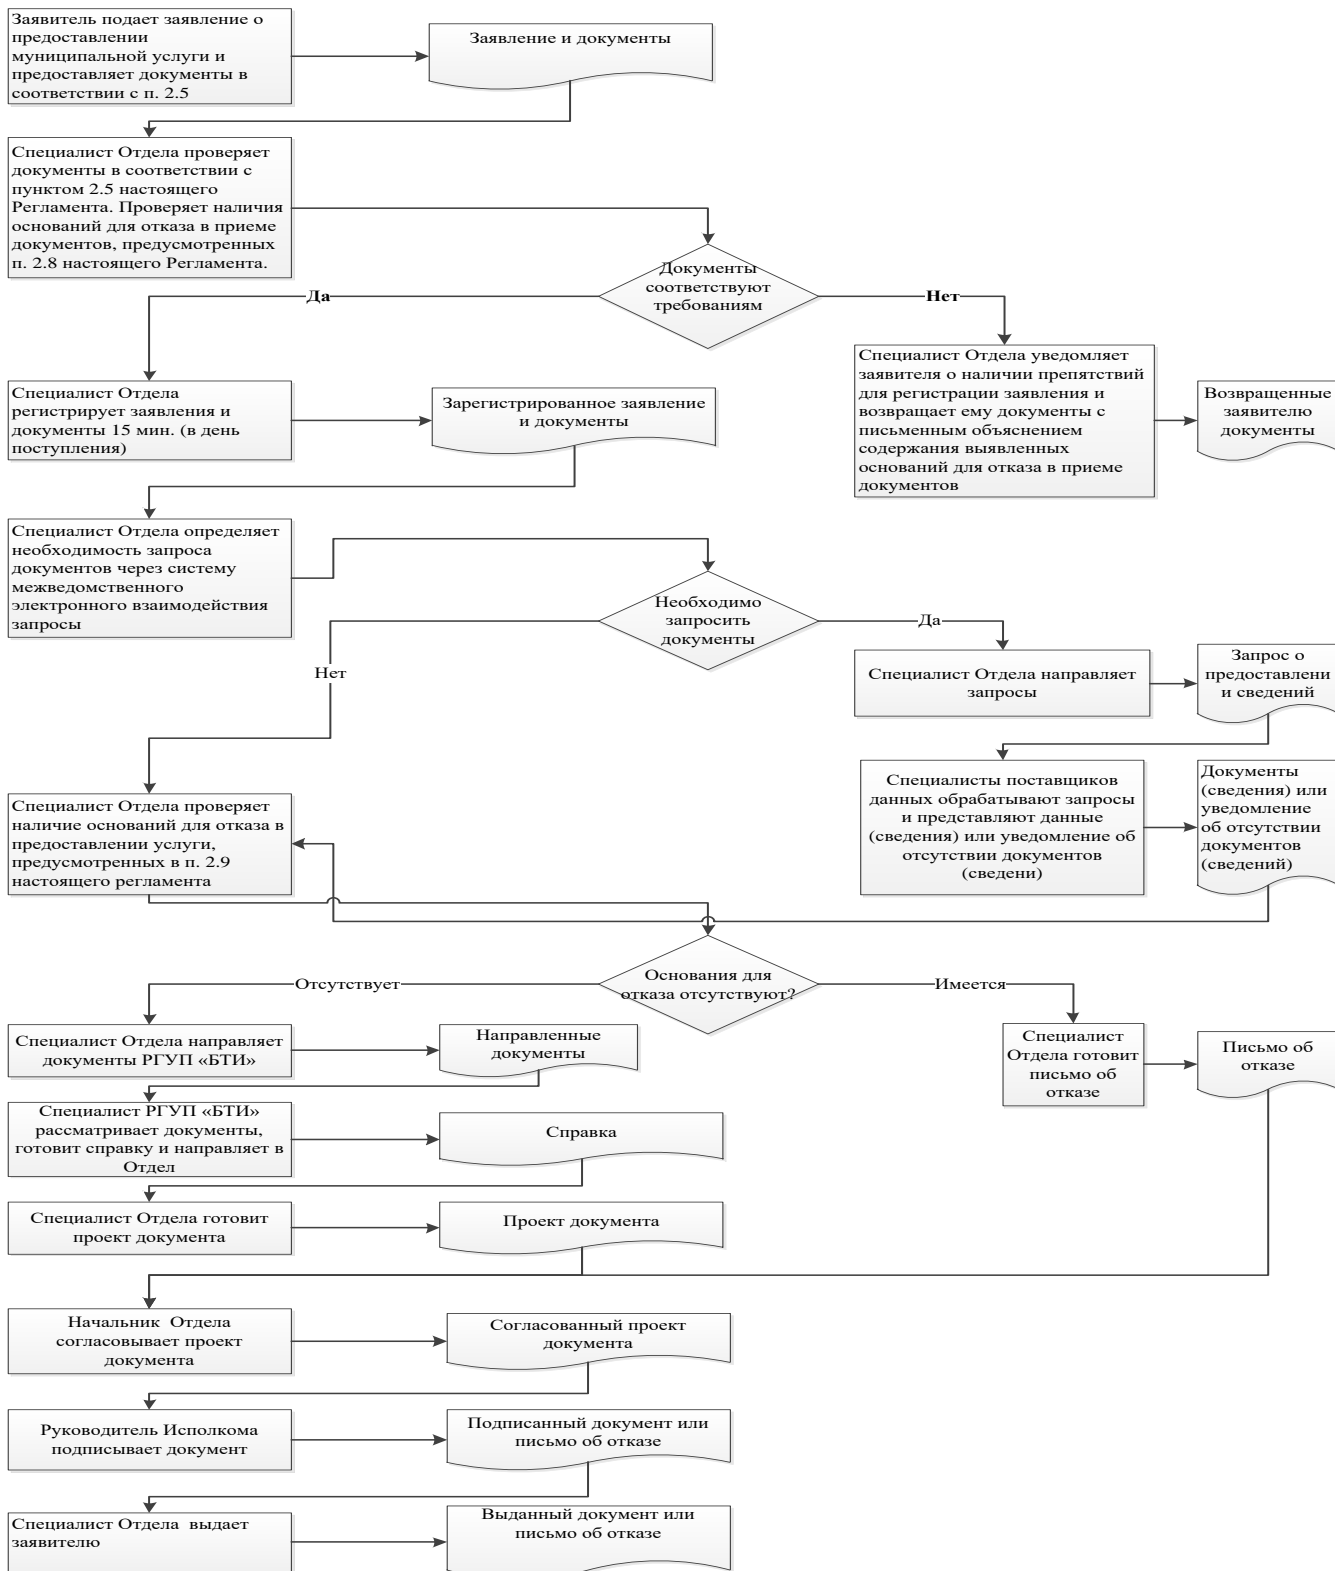 Заявитель подает заявление о
предоставлении
муниципальной услуги и
предоставляет документы в
соответствии с п. 2.5
Заявление и документы
Специалист Отдела проверяет
документы в соответствии с
пунктом 2.5 настоящего
Регламента. Проверяет наличия
оснований для отказа в приеме
документов, предусмотренных
п. 2.8 настоящего Регламента.
Документы
соответствуют
требованиям
Да
Нет
Специалист Отдела
регистрирует заявления и
документы 15 мин. (в день
поступления)
Зарегистрированное заявление
и документы
Специалист Отдела уведомляет
заявителя о наличии препятствий
для регистрации заявления и
возвращает ему документы с
письменным объяснением
содержания выявленных
оснований для отказа в приеме
документов
Возвращенные
заявителю
документы
Специалист Отдела определяет
необходимость запроса
документов через систему
межведомственного
электронного взаимодействия
запросы
Необходимо
запросить
документы
Да
Нет
Специалист Отдела направляет
запросы
Запрос о
предоставлени
и сведений
Специалисты поставщиков
данных обрабатывают запросы
и представляют данные
(сведения) или уведомление об
отсутствии документов
(сведени)
Документы
(сведения) или
уведомление
об отсутствии
документов
(сведений)
Специалист Отдела проверяет
наличие оснований для отказа в
предоставлении услуги,
предусмотренных в п. 2.9
настоящего регламента
Основания для
отказа отсутствуют?
Отсутствует
Имеется
Специалист Отдела направляет
документы РГУП «БТИ»
Направленные
документы
Специалист
Отдела готовит
письмо об
отказе
Письмо об
отказе
Специалист РГУП «БТИ»
рассматривает документы,
готовит справку и направляет в
Отдел
Справка
Специалист Отдела готовит
проект документа
Проект документа
Начальник  Отдела
согласовывает проект
документа
Согласованный проект
документа
Руководитель Исполкома
подписывает документ
Подписанный документ или
письмо об отказе
Специалист Отдела  выдает
заявителю
Выданный документ или
письмо об отказе